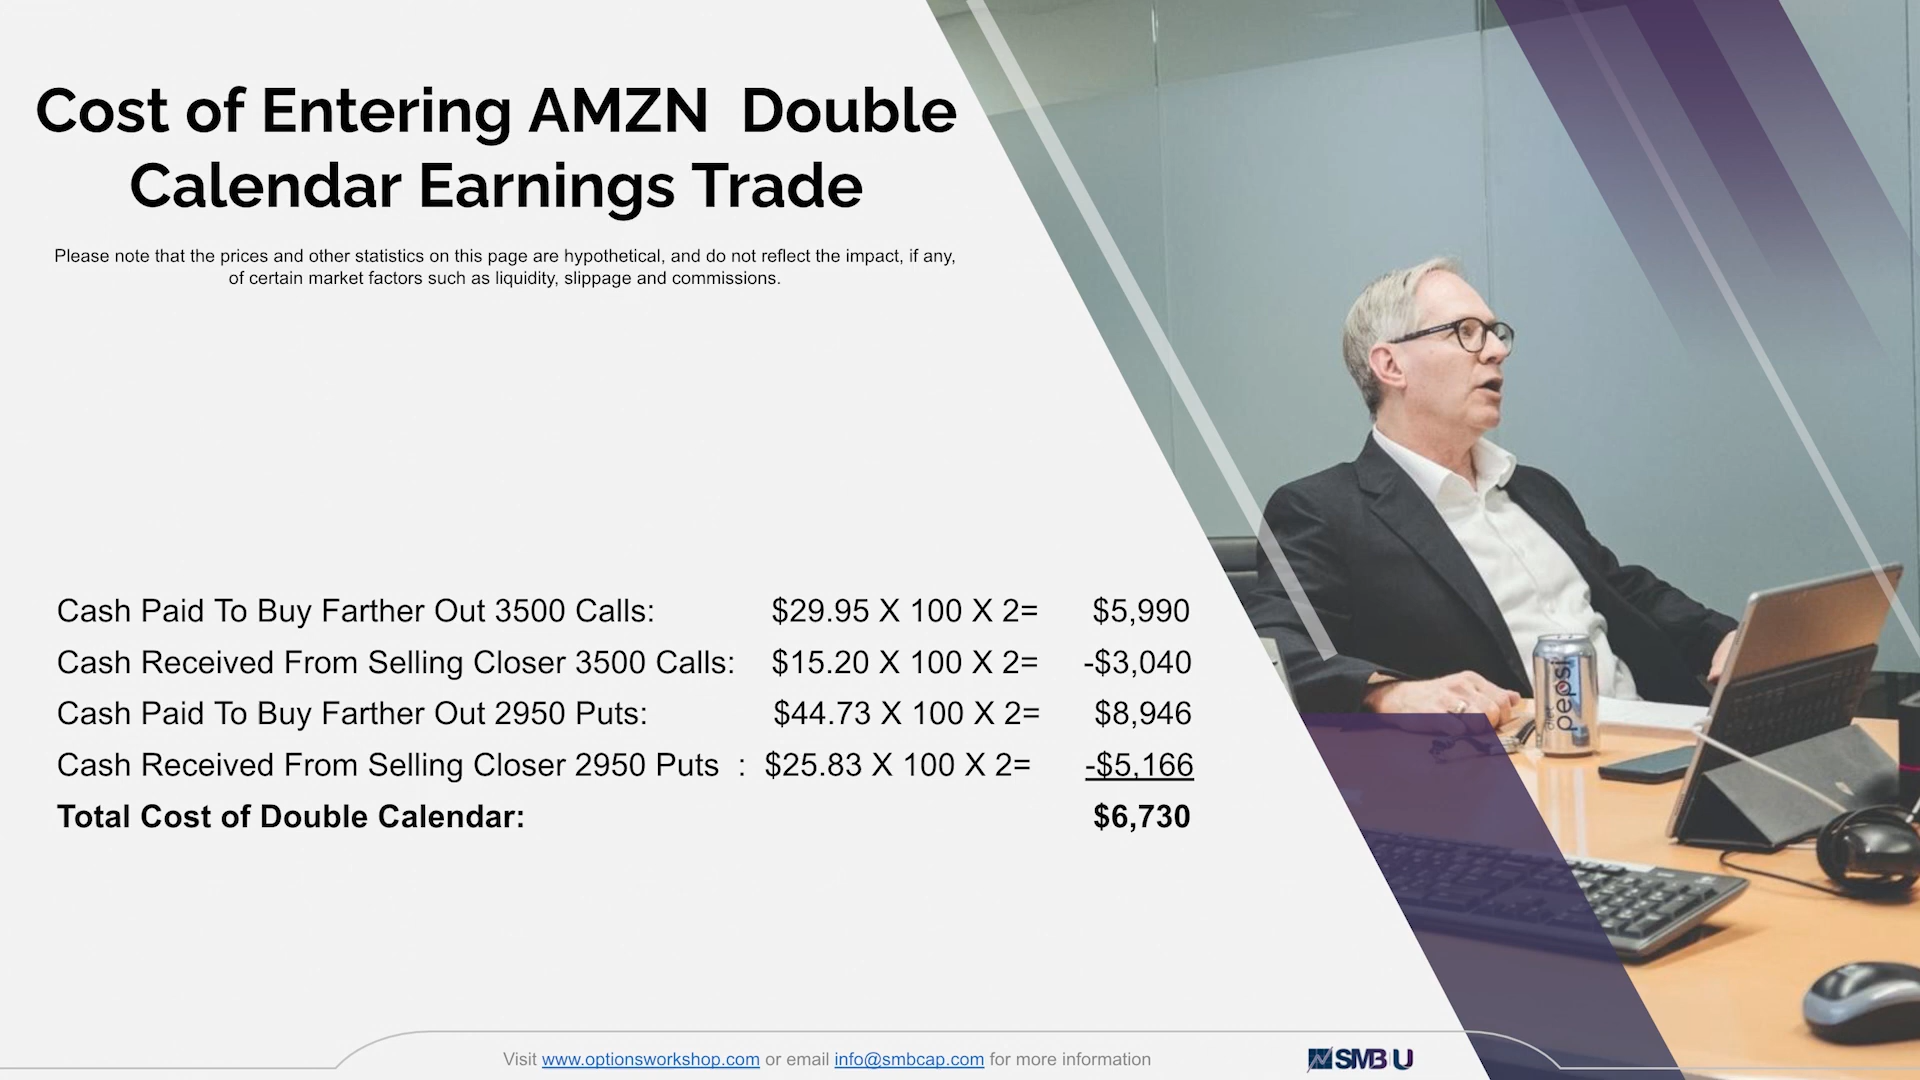 Cost of Entering AMZN  Double
Calendar Earnings Trade
Please note that the prices and other statistics on this page are hypothetical, and do not reflect the impact, if any,
of certain market factors such as liquidity, slippage and commissions.
Cash Paid To Buy Farther Out 3500 Calls: $29.95 X 100 X 2= $5,990
Cash Received From Selling Closer 3500 Calls: $15.20 X 100 X 2= -$3,040
Cash Paid To Buy Farther Out 2950 Puts: $44.73 X 100 X 2= $8,946
Cash Received From Selling Closer 2950 Puts  : $25.83 X 100 X 2= -$5,166
Total Cost of Double Calendar: $6,730
diet pepsi
Visit www.optionsworkshop.com or email info@smbcap.com for more information
SMB U